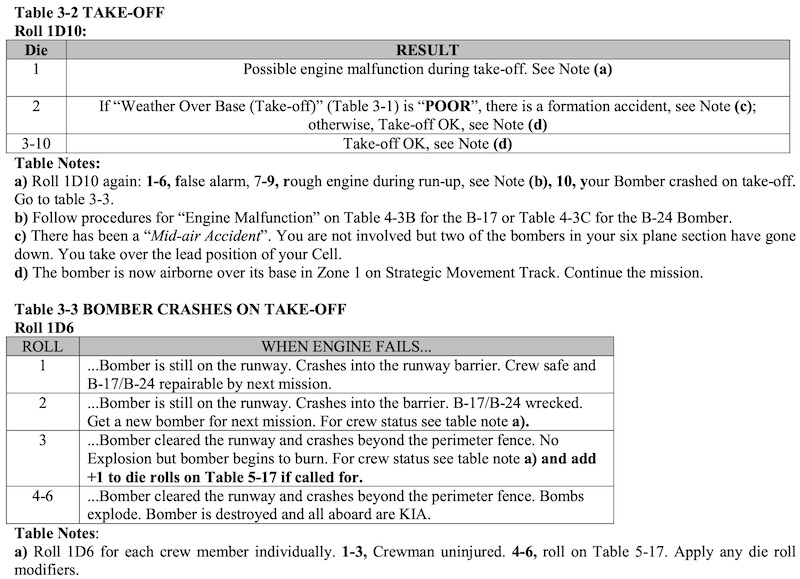 Table 3-2 TAKE-OFF
Roll 1D10:
Die RESULT
1 Possible engine malfunction during take-off. See Note (a)
2 If “Weather Over Base (Take-off)” (Table 3-1) is “POOR”, there is a formation accident, see Note (c);
otherwise, Take-off OK, see Note (d)
3-10 Take-off OK, see Note (d)
Table Notes:
a) Roll 1D10 again: 1-6, false alarm, 7-9, rough engine during run-up, see Note (b), 10, your Bomber crashed on take-off.
Go to table 3-3.
b) Follow procedures for “Engine Malfunction” on Table 4-3B for the B-17 or Table 4-3C for the B-24 Bomber.
c) There has been a “Mid-air Accident”. You are not involved but two of the bombers in your six plane section have gone
down. You take over the lead position of your Cell.
d) The bomber is now airborne over its base in Zone 1 on Strategic Movement Track. Continue the mission.
Table 3-3 BOMBER CRASHES ON TAKE-OFF
Roll 1D6
ROLL WHEN ENGINE FAILS...
1 ...Bomber is still on the runway. Crashes into the runway barrier. Crew safe and
B-17/B-24 repairable by next mission.
2 ...Bomber is still on the runway. Crashes into the barrier. B-17/B-24 wrecked.
Get a new bomber for next mission. For crew status see table note a).
3 ...Bomber cleared the runway and crashes beyond the perimeter fence. No
Explosion but bomber begins to burn. For crew status see table note a) and add
+1 to die rolls on Table 5-17 if called for.
4-6 ...Bomber cleared the runway and crashes beyond the perimeter fence. Bombs
explode. Bomber is destroyed and all aboard are KIA.
Table Notes:
a) Roll 1D6 for each crew member individually. 1-3, Crewman uninjured. 4-6, roll on Table 5-17. Apply any die roll
modifiers.